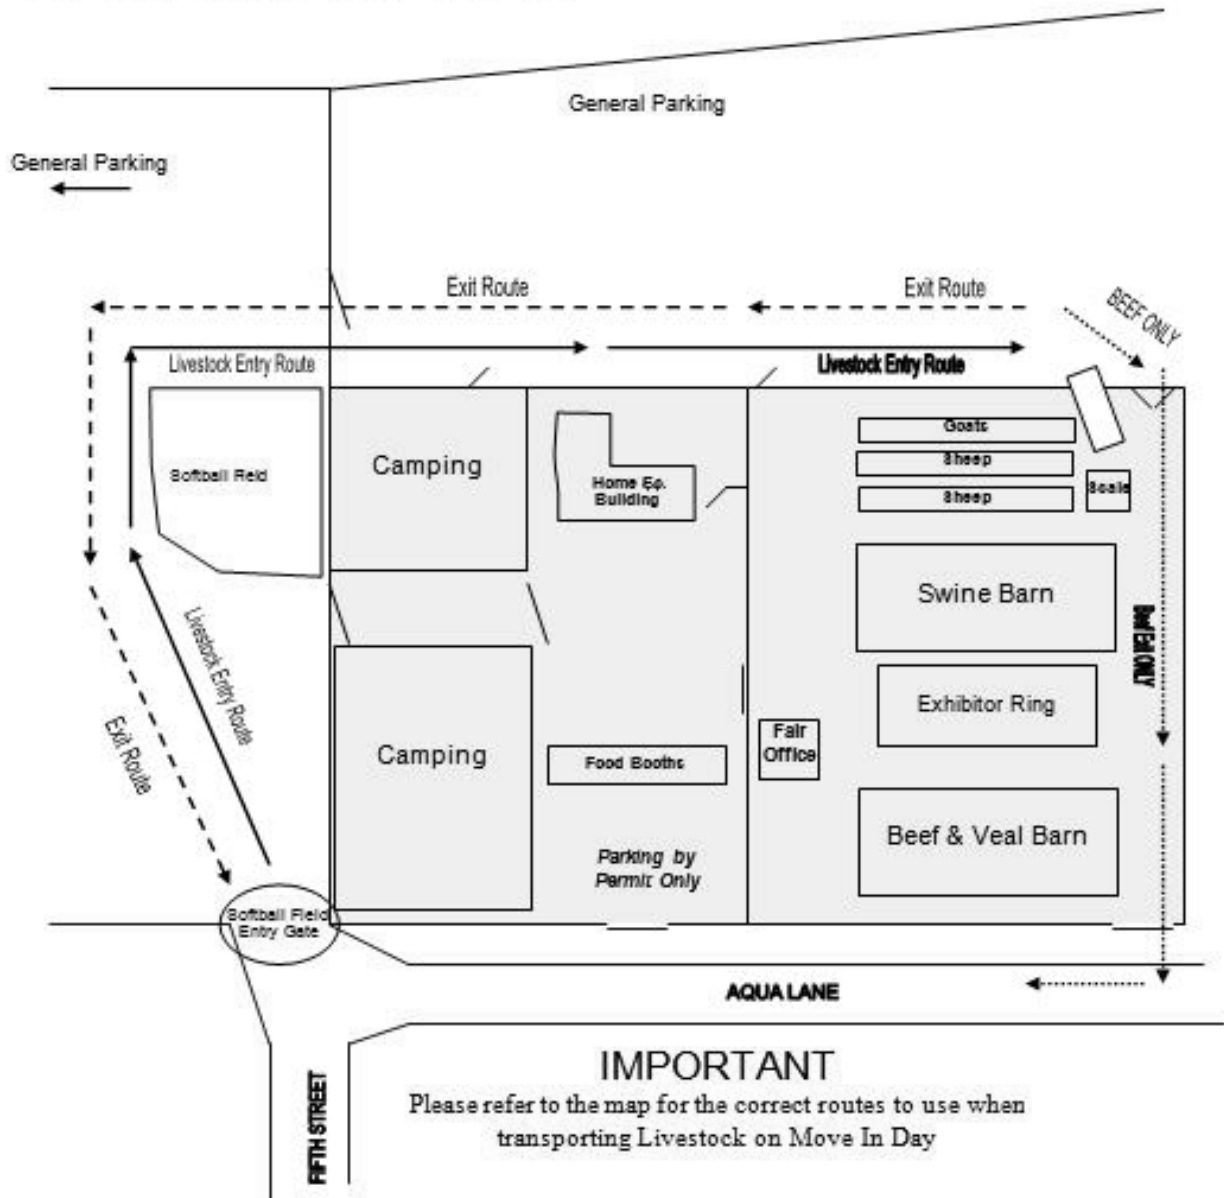 General Parking
General Parking
Exit Route
Exit Route
BEEF ONLY
Livestock Entry Route
Livestock Entry Route
Goats
Sheep
Sheep
Scale
Softball Field
Camping
Home Ec.
Building
Swine Barn
Beef Exit ONLY
Livestock Entry Route
Exit Route
Exhibitor Ring
Camping
Food Booths
Fair
Office
Beef & Veal Barn
Parking by
Permit Only
Softball Field
Entry Gate
AQUA LANE
FIFTH STREET
IMPORTANT
Please refer to the map for the correct routes to use when
transporting Livestock on Move In Day